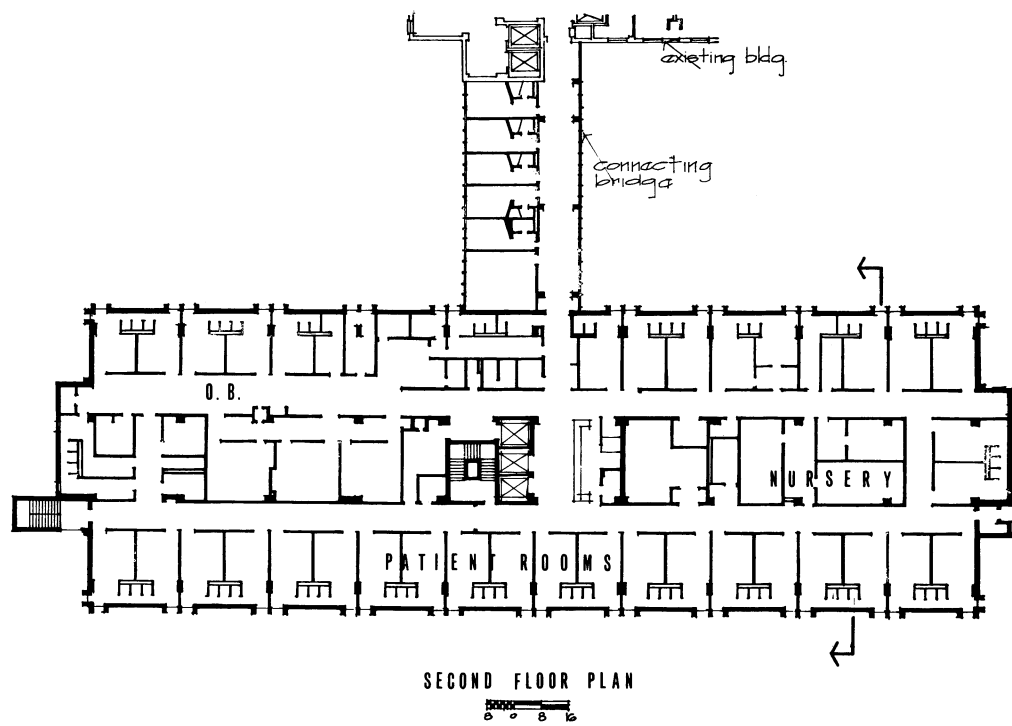 existing bldg.
connecting
bridge
O. B.
NURSERY
PATIENT ROOMS
SECOND FLOOR PLAN
8 0 8 16